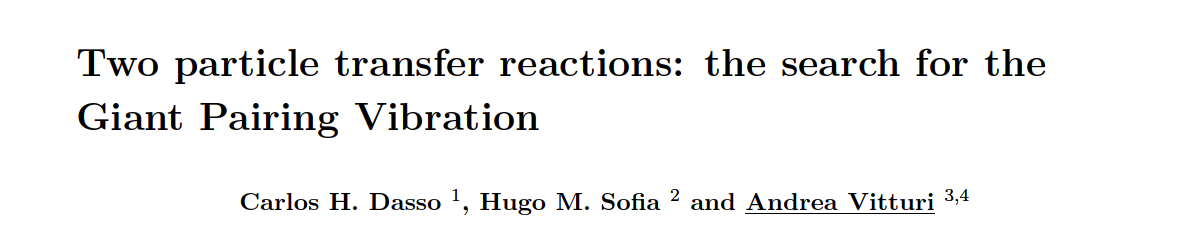 Two particle transfer reactions: the search for the
Giant Pairing Vibration
Carlos H. Dasso 1, Hugo M. Sofia 2 and Andrea Vitturi 3,4